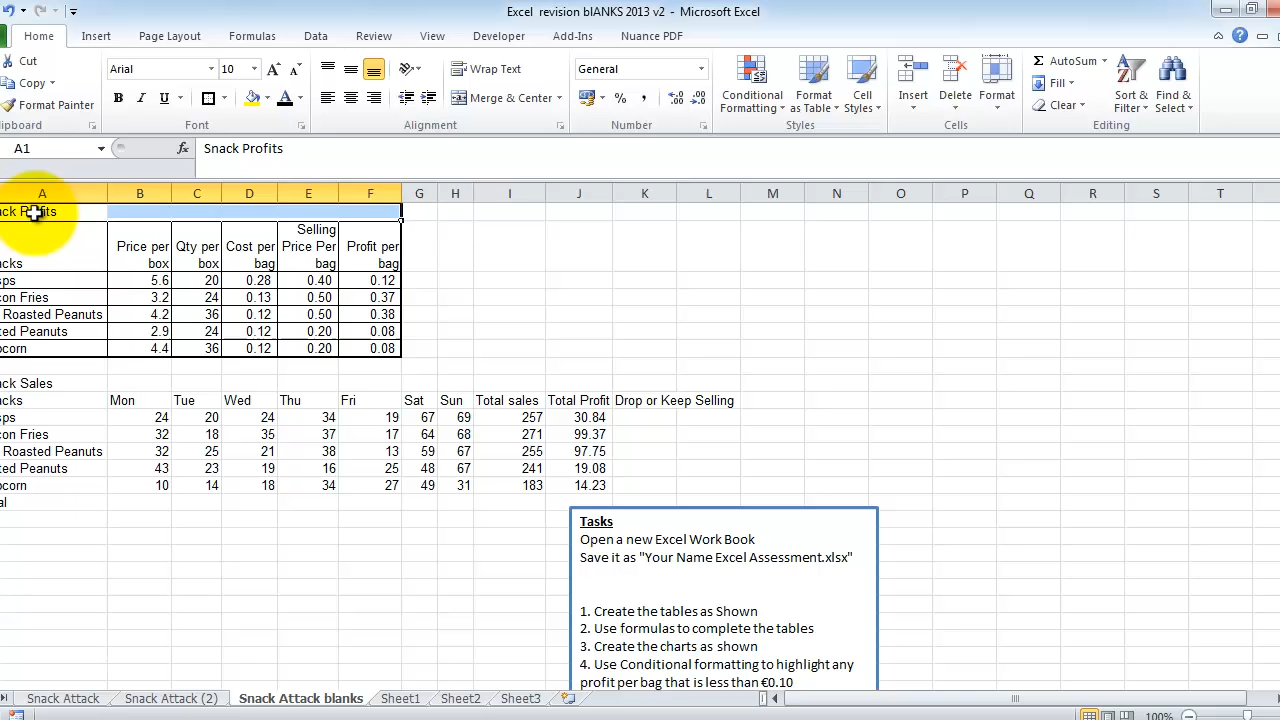 Excel revision blANKS 2013 v2 - Microsoft Excel
Home Insert Page Layout Formulas Data Review View Developer Add-Ins Nuance PDF
Cut Arial 10 Wrap Text General AutoSum
Copy Fill
Format Painter Merge & Center Clear
Conditional Formatting Format as Table Cell Styles Insert Delete Format Sort & Filter Find & Select
lipboard Font Alignment Number Styles Cells Editing
A1 fx Snack Profits
A B C D E F G H I J K L M N O P Q R S T
ack Profits
acks Price per box Qty per box Cost per bag Selling Price Per bag Profit per bag
sps 5.6 20 0.28 0.40 0.12
con Fries 3.2 24 0.13 0.50 0.37
Roasted Peanuts 4.2 36 0.12 0.50 0.38
ted Peanuts 2.9 24 0.12 0.20 0.08
corn 4.4 36 0.12 0.20 0.08
ack Sales
acks Mon Tue Wed Thu Fri Sat Sun Total sales Total Profit Drop or Keep Selling
sps 24 20 24 34 19 67 69 257 30.84
con Fries 32 18 35 37 17 64 68 271 99.37
Roasted Peanuts 32 25 21 38 13 59 67 255 97.75
ted Peanuts 43 23 19 16 25 48 67 241 19.08
corn 10 14 18 34 27 49 31 183 14.23
al
Tasks
Open a new Excel Work Book
Save it as "Your Name Excel Assessment.xlsx"
1. Create the tables as Shown
2. Use formulas to complete the tables
3. Create the charts as shown
4. Use Conditional formatting to highlight any
profit per bag that is less than €0.10
Snack Attack Snack Attack (2) Snack Attack blanks Sheet1 Sheet2 Sheet3
100%